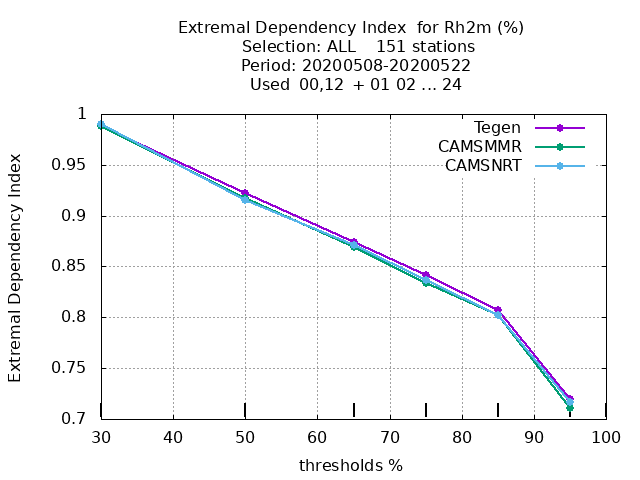 Extremal Dependency Index  for Rh2m (%)
Selection: ALL    151 stations
Period: 20200508-20200522
Used  00,12  + 01 02 ... 24
Extremal Dependency Index
1
0.95
0.9
0.85
0.8
0.75
0.7
Tegen
CAMSMMR
CAMSNRT
30 40 50 60 70 80 90 100
thresholds %